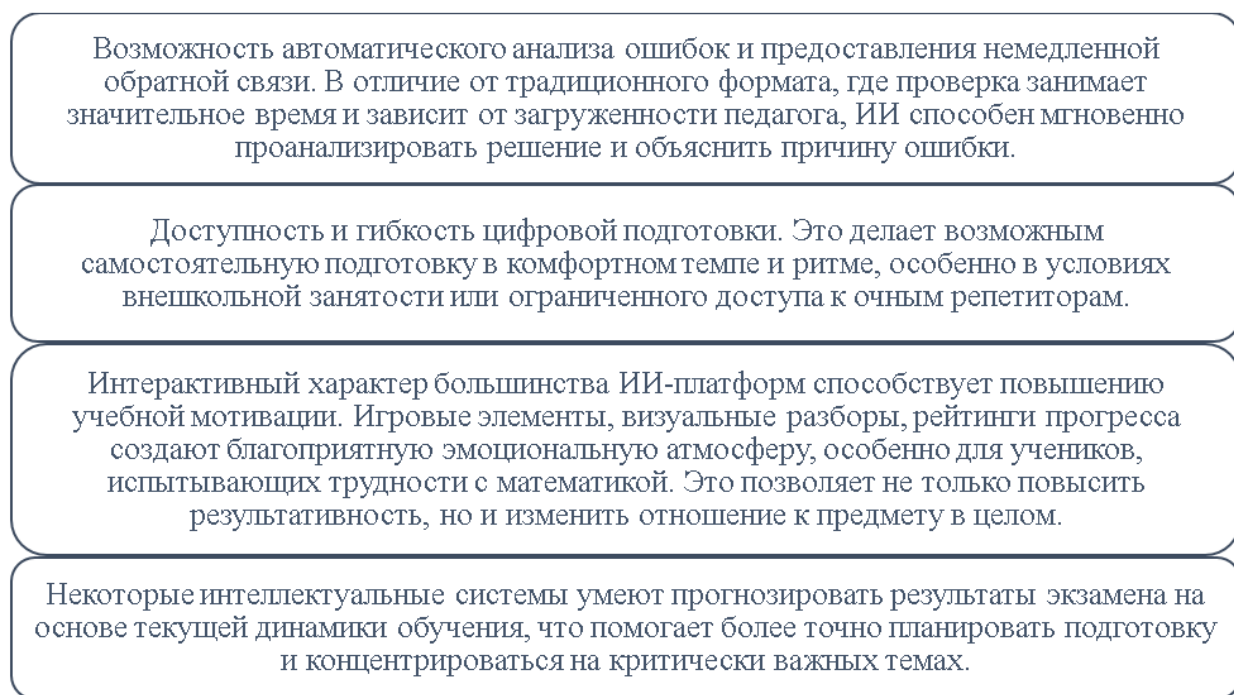 Возможность автоматического анализа ошибок и предоставления немедленной
обратной связи. В отличие от традиционного формата, где проверка занимает
значительное время и зависит от загруженности педагога, ИИ способен мгновенно
проанализировать решение и объяснить причину ошибки.
Доступность и гибкость цифровой подготовки. Это делает возможным
самостоятельную подготовку в комфортном темпе и ритме, особенно в условиях
внешкольной занятости или ограниченного доступа к очным репетиторам.
Интерактивный характер большинства ИИ-платформ способствует повышению
учебной мотивации. Игровые элементы, визуальные разборы, рейтинги прогресса
создают благоприятную эмоциональную атмосферу, особенно для учеников,
испытывающих трудности с математикой. Это позволяет не только повысить
результативность, но и изменить отношение к предмету в целом.
Некоторые интеллектуальные системы умеют прогнозировать результаты экзамена на
основе текущей динамики обучения, что помогает более точно планировать подготовку
и концентрироваться на критически важных темах.